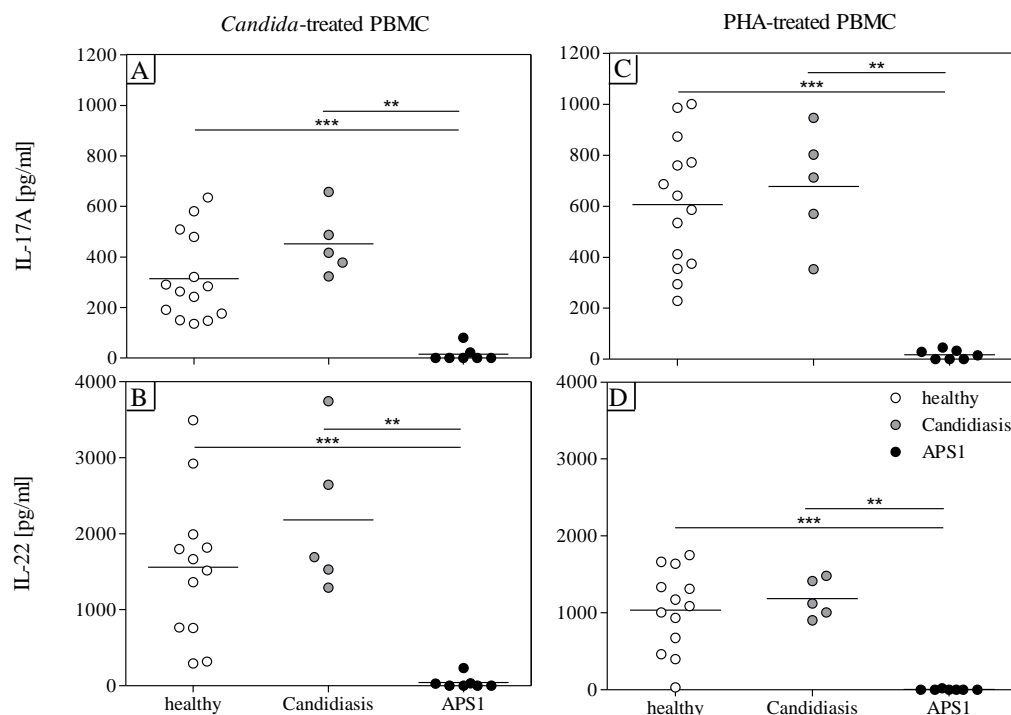 Candida-treated PBMC
PHA-treated PBMC
IL-17A [pg/ml]
IL-22 [pg/ml]
A
1200
1000
800
600
400
200
0
**
***
C
1200
1000
800
600
400
200
0
**
***
B
4000
3000
2000
1000
0
**
***
healthy
Candidiasis
APS1
D
4000
3000
2000
1000
0
healthy
Candidiasis
APS1
**
***
healthy
Candidiasis
APS1